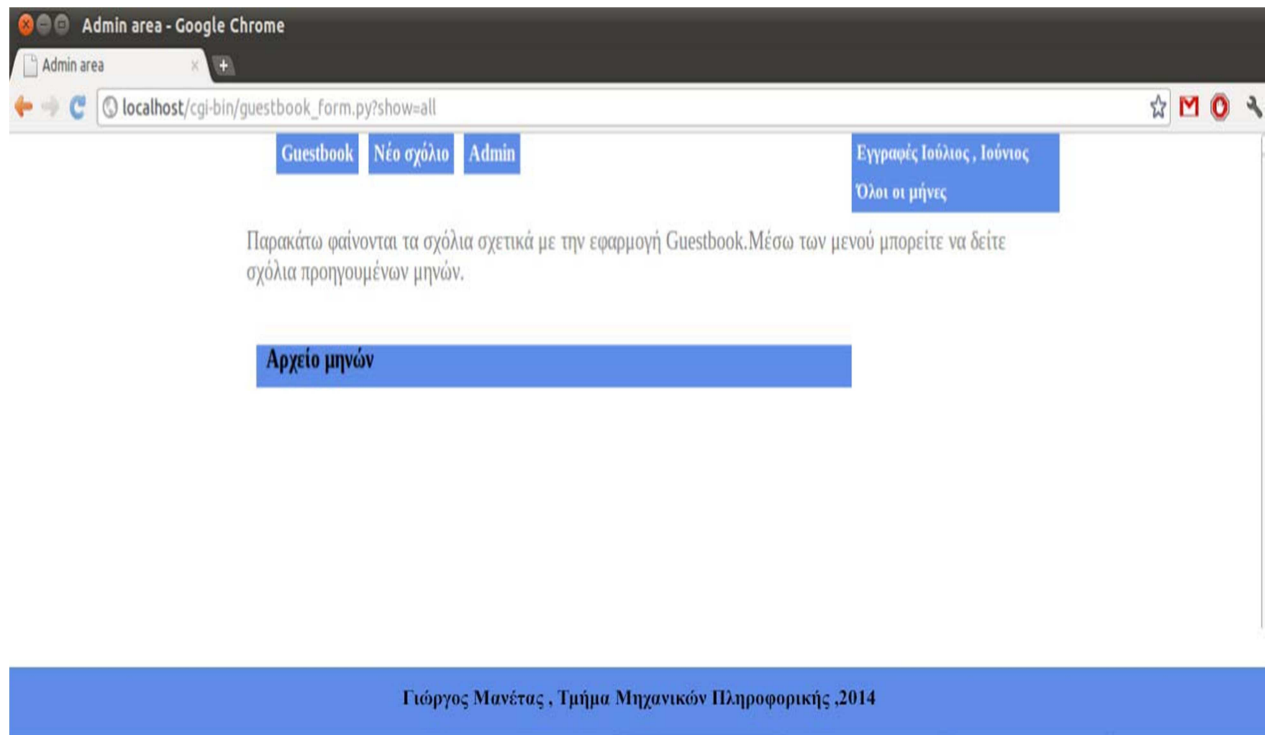 Admin area - Google Chrome
Admin area
localhost/cgi-bin/guestbook_form.py?show=all
Guestbook Νέο σχόλιο Admin
Εγγραφές Ιούλιος , Ιούνιος
Όλοι οι μήνες
Παρακάτω φαίνονται τα σχόλια σχετικά με την εφαρμογή Guestbook.Μέσω των μενού μπορείτε να δείτε
σχόλια προηγουμένων μηνών.
Αρχείο μηνών
Γιώργος Μανέτας , Τμήμα Μηχανικών Πληροφορικής ,2014